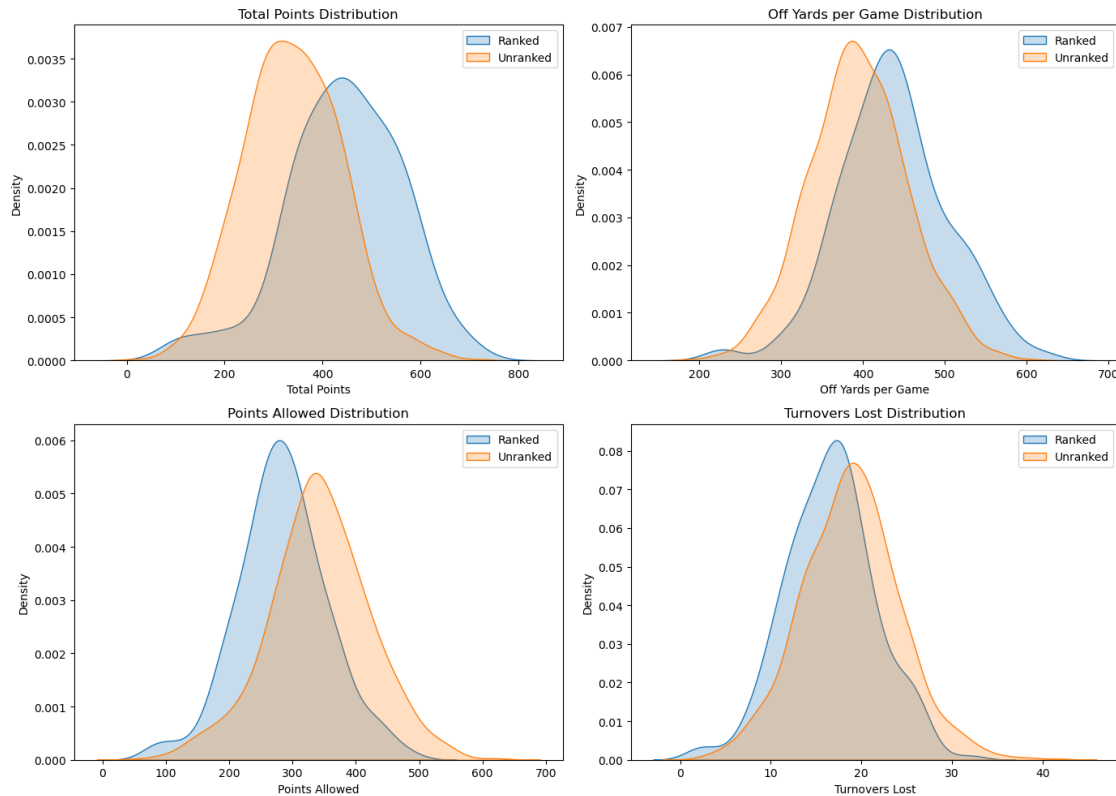 Total Points Distribution
Ranked
Unranked
0.0035
0.0030
0.0025
0.0020
0.0015
0.0010
0.0005
0.0000
Density
0
200
400
600
800
Total Points
Off Yards per Game Distribution
Ranked
Unranked
0.007
0.006
0.005
0.004
0.003
0.002
0.001
0.000
Density
200
300
400
500
600
700
Off Yards per Game
Points Allowed Distribution
Ranked
Unranked
0.006
0.005
0.004
0.003
0.002
0.001
0.000
Density
0
100
200
300
400
500
600
700
Points Allowed
Turnovers Lost Distribution
Ranked
Unranked
0.08
0.07
0.06
0.05
0.04
0.03
0.02
0.01
0.00
Density
0
10
20
30
40
Turnovers Lost